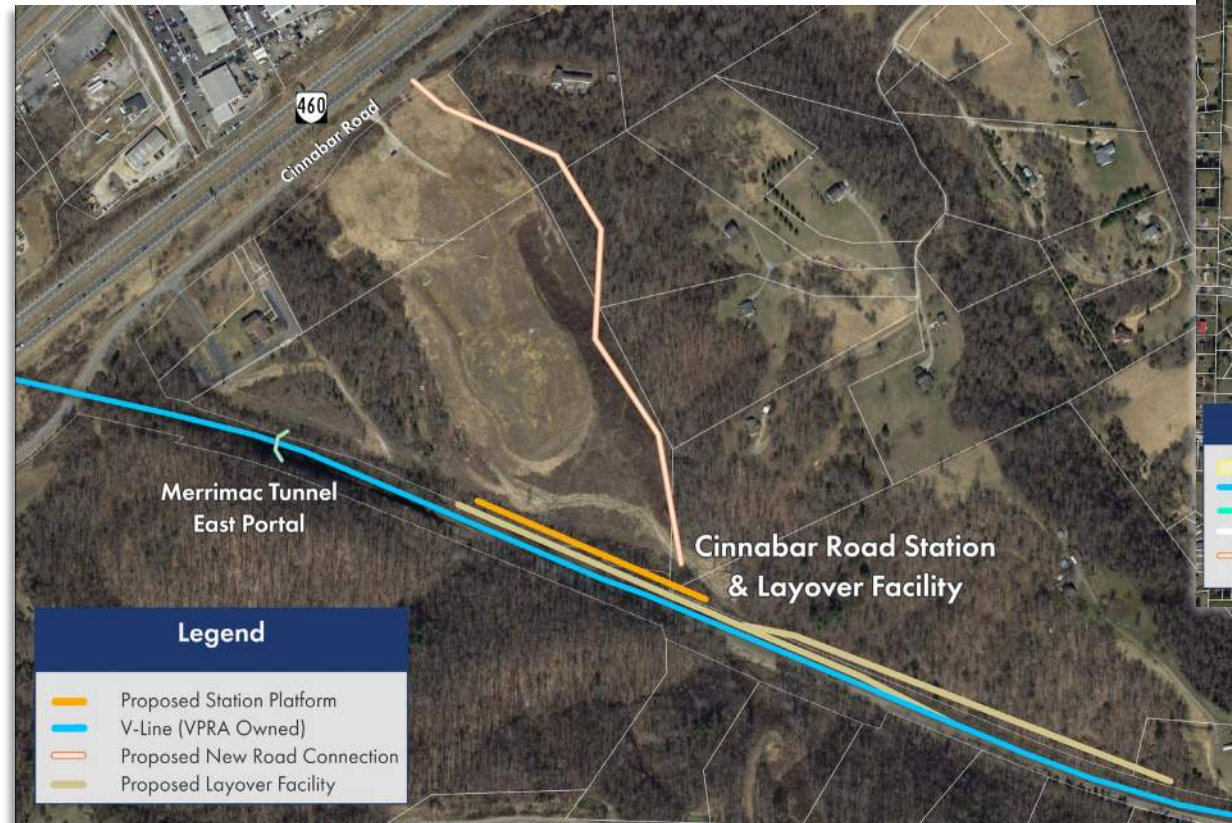 460
Cinnabar Road
Merrimac Tunnel
East Portal
Cinnabar Road Station
& Layover Facility
Legend
Proposed Station Platform
V-Line (VPRA Owned)
Proposed New Road Connection
Proposed Layover Facility